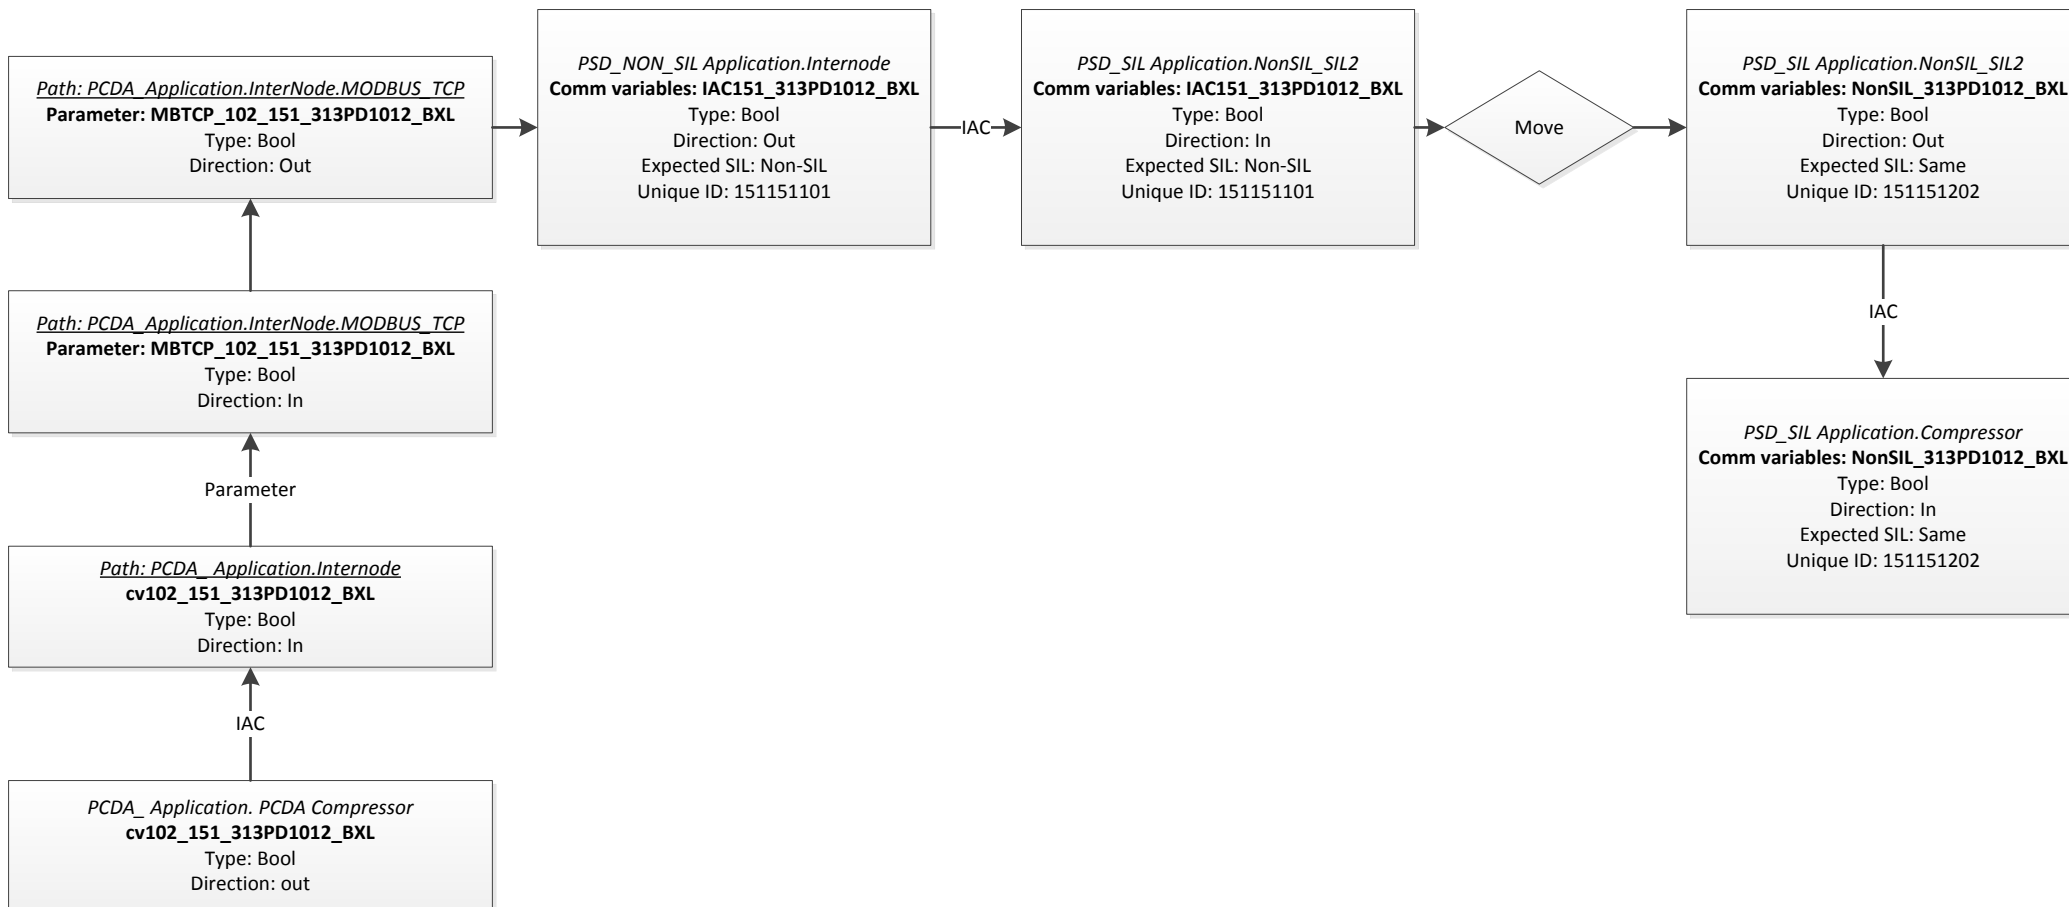 Path: PCDA_Application.InterNode.MODBUS_TCP
Parameter: MBTCP_102_151_313PD1012_BXL
Type: Bool
Direction: Out
PSD_NON_SIL Application.Internode
Comm variables: IAC151_313PD1012_BXL
Type: Bool
Direction: Out
Expected SIL: Non-SIL
Unique ID: 151151101
IAC
PSD_SIL Application.NonSIL_SIL2
Comm variables: IAC151_313PD1012_BXL
Type: Bool
Direction: In
Expected SIL: Non-SIL
Unique ID: 151151101
Move
PSD_SIL Application.NonSIL_SIL2
Comm variables: NonSIL_313PD1012_BXL
Type: Bool
Direction: Out
Expected SIL: Same
Unique ID: 151151202
IAC
PSD_SIL Application.Compressor
Comm variables: NonSIL_313PD1012_BXL
Type: Bool
Direction: In
Expected SIL: Same
Unique ID: 151151202
Path: PCDA_Application.InterNode.MODBUS_TCP
Parameter: MBTCP_102_151_313PD1012_BXL
Type: Bool
Direction: In
Parameter
Path: PCDA_ Application.Internode
cv102_151_313PD1012_BXL
Type: Bool
Direction: In
IAC
PCDA_ Application. PCDA Compressor
cv102_151_313PD1012_BXL
Type: Bool
Direction: out